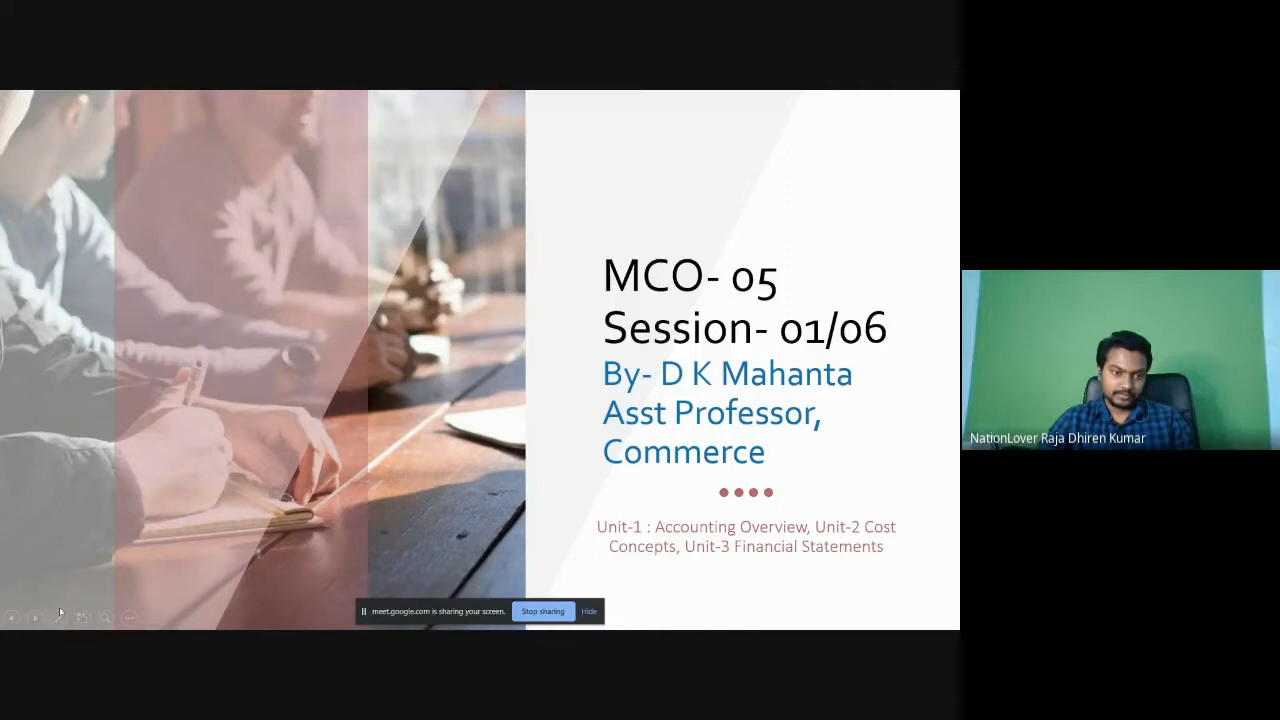 MCO- 05
Session- 01/06
By- D K Mahanta
Asst Professor,
Commerce
Unit-1 : Accounting Overview, Unit-2 Cost
Concepts, Unit-3 Financial Statements
meet.google.com is sharing your screen.
Stop sharing
Hide
NationLover Raja Dhiren Kumar